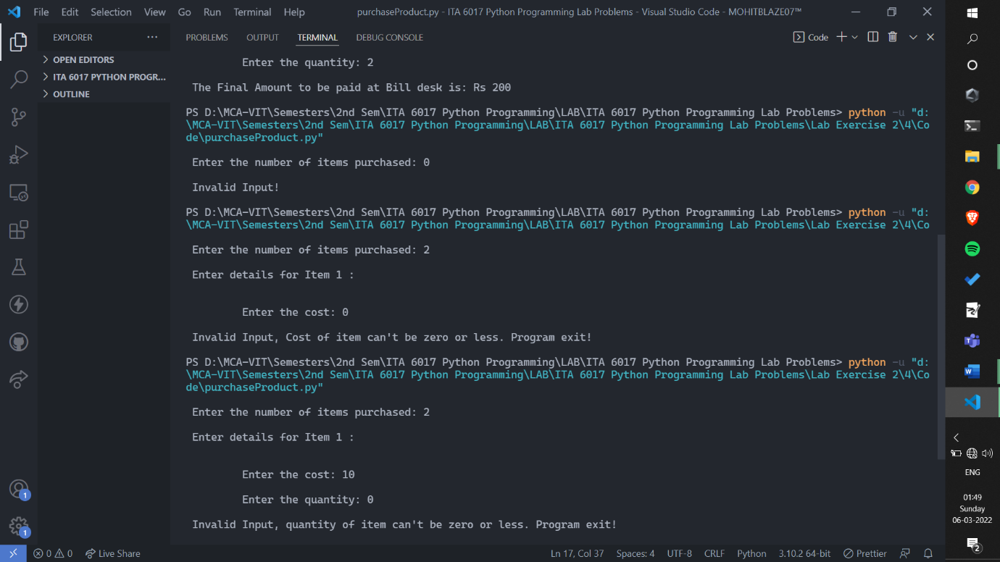 File Edit Selection View Go Run Terminal Help
purchaseProduct.py - ITA 6017 Python Programming Lab Problems - Visual Studio Code - MOHITBLAZE07™
EXPLORER
OPEN EDITORS
ITA 6017 PYTHON PROGR...
OUTLINE
PROBLEMS OUTPUT TERMINAL DEBUG CONSOLE
Code
Enter the quantity: 2
The Final Amount to be paid at Bill desk is: Rs 200
PS D:\MCA-VIT\Semesters\2nd Sem\ITA 6017 Python Programming\LAB\ITA 6017 Python Programming Lab Problems> python -u "d:
\MCA-VIT\Semesters\2nd Sem\ITA 6017 Python Programming\LAB\ITA 6017 Python Programming Lab Problems\Lab Exercise 2\4\Co
de\purchaseProduct.py"
Enter the number of items purchased: 0
Invalid Input!
PS D:\MCA-VIT\Semesters\2nd Sem\ITA 6017 Python Programming\LAB\ITA 6017 Python Programming Lab Problems> python -u "d:
\MCA-VIT\Semesters\2nd Sem\ITA 6017 Python Programming\LAB\ITA 6017 Python Programming Lab Problems\Lab Exercise 2\4\Co
Enter the number of items purchased: 2
Enter details for Item 1 :
Enter the cost: 0
Invalid Input, Cost of item can't be zero or less. Program exit!
PS D:\MCA-VIT\Semesters\2nd Sem\ITA 6017 Python Programming\LAB\ITA 6017 Python Programming Lab Problems> python -u "d:
\MCA-VIT\Semesters\2nd Sem\ITA 6017 Python Programming\LAB\ITA 6017 Python Programming Lab Problems\Lab Exercise 2\4\Co
de\purchaseProduct.py"
Enter the number of items purchased: 2
Enter details for Item 1 :
Enter the cost: 10
Enter the quantity: 0
Invalid Input, quantity of item can't be zero or less. Program exit!
1
1
0 0 Live Share
Ln 17, Col 37 Spaces: 4 UTF-8 CRLF Python 3.10.2 64-bit Prettier
ENG
01:49
Sunday
06-03-2022
2